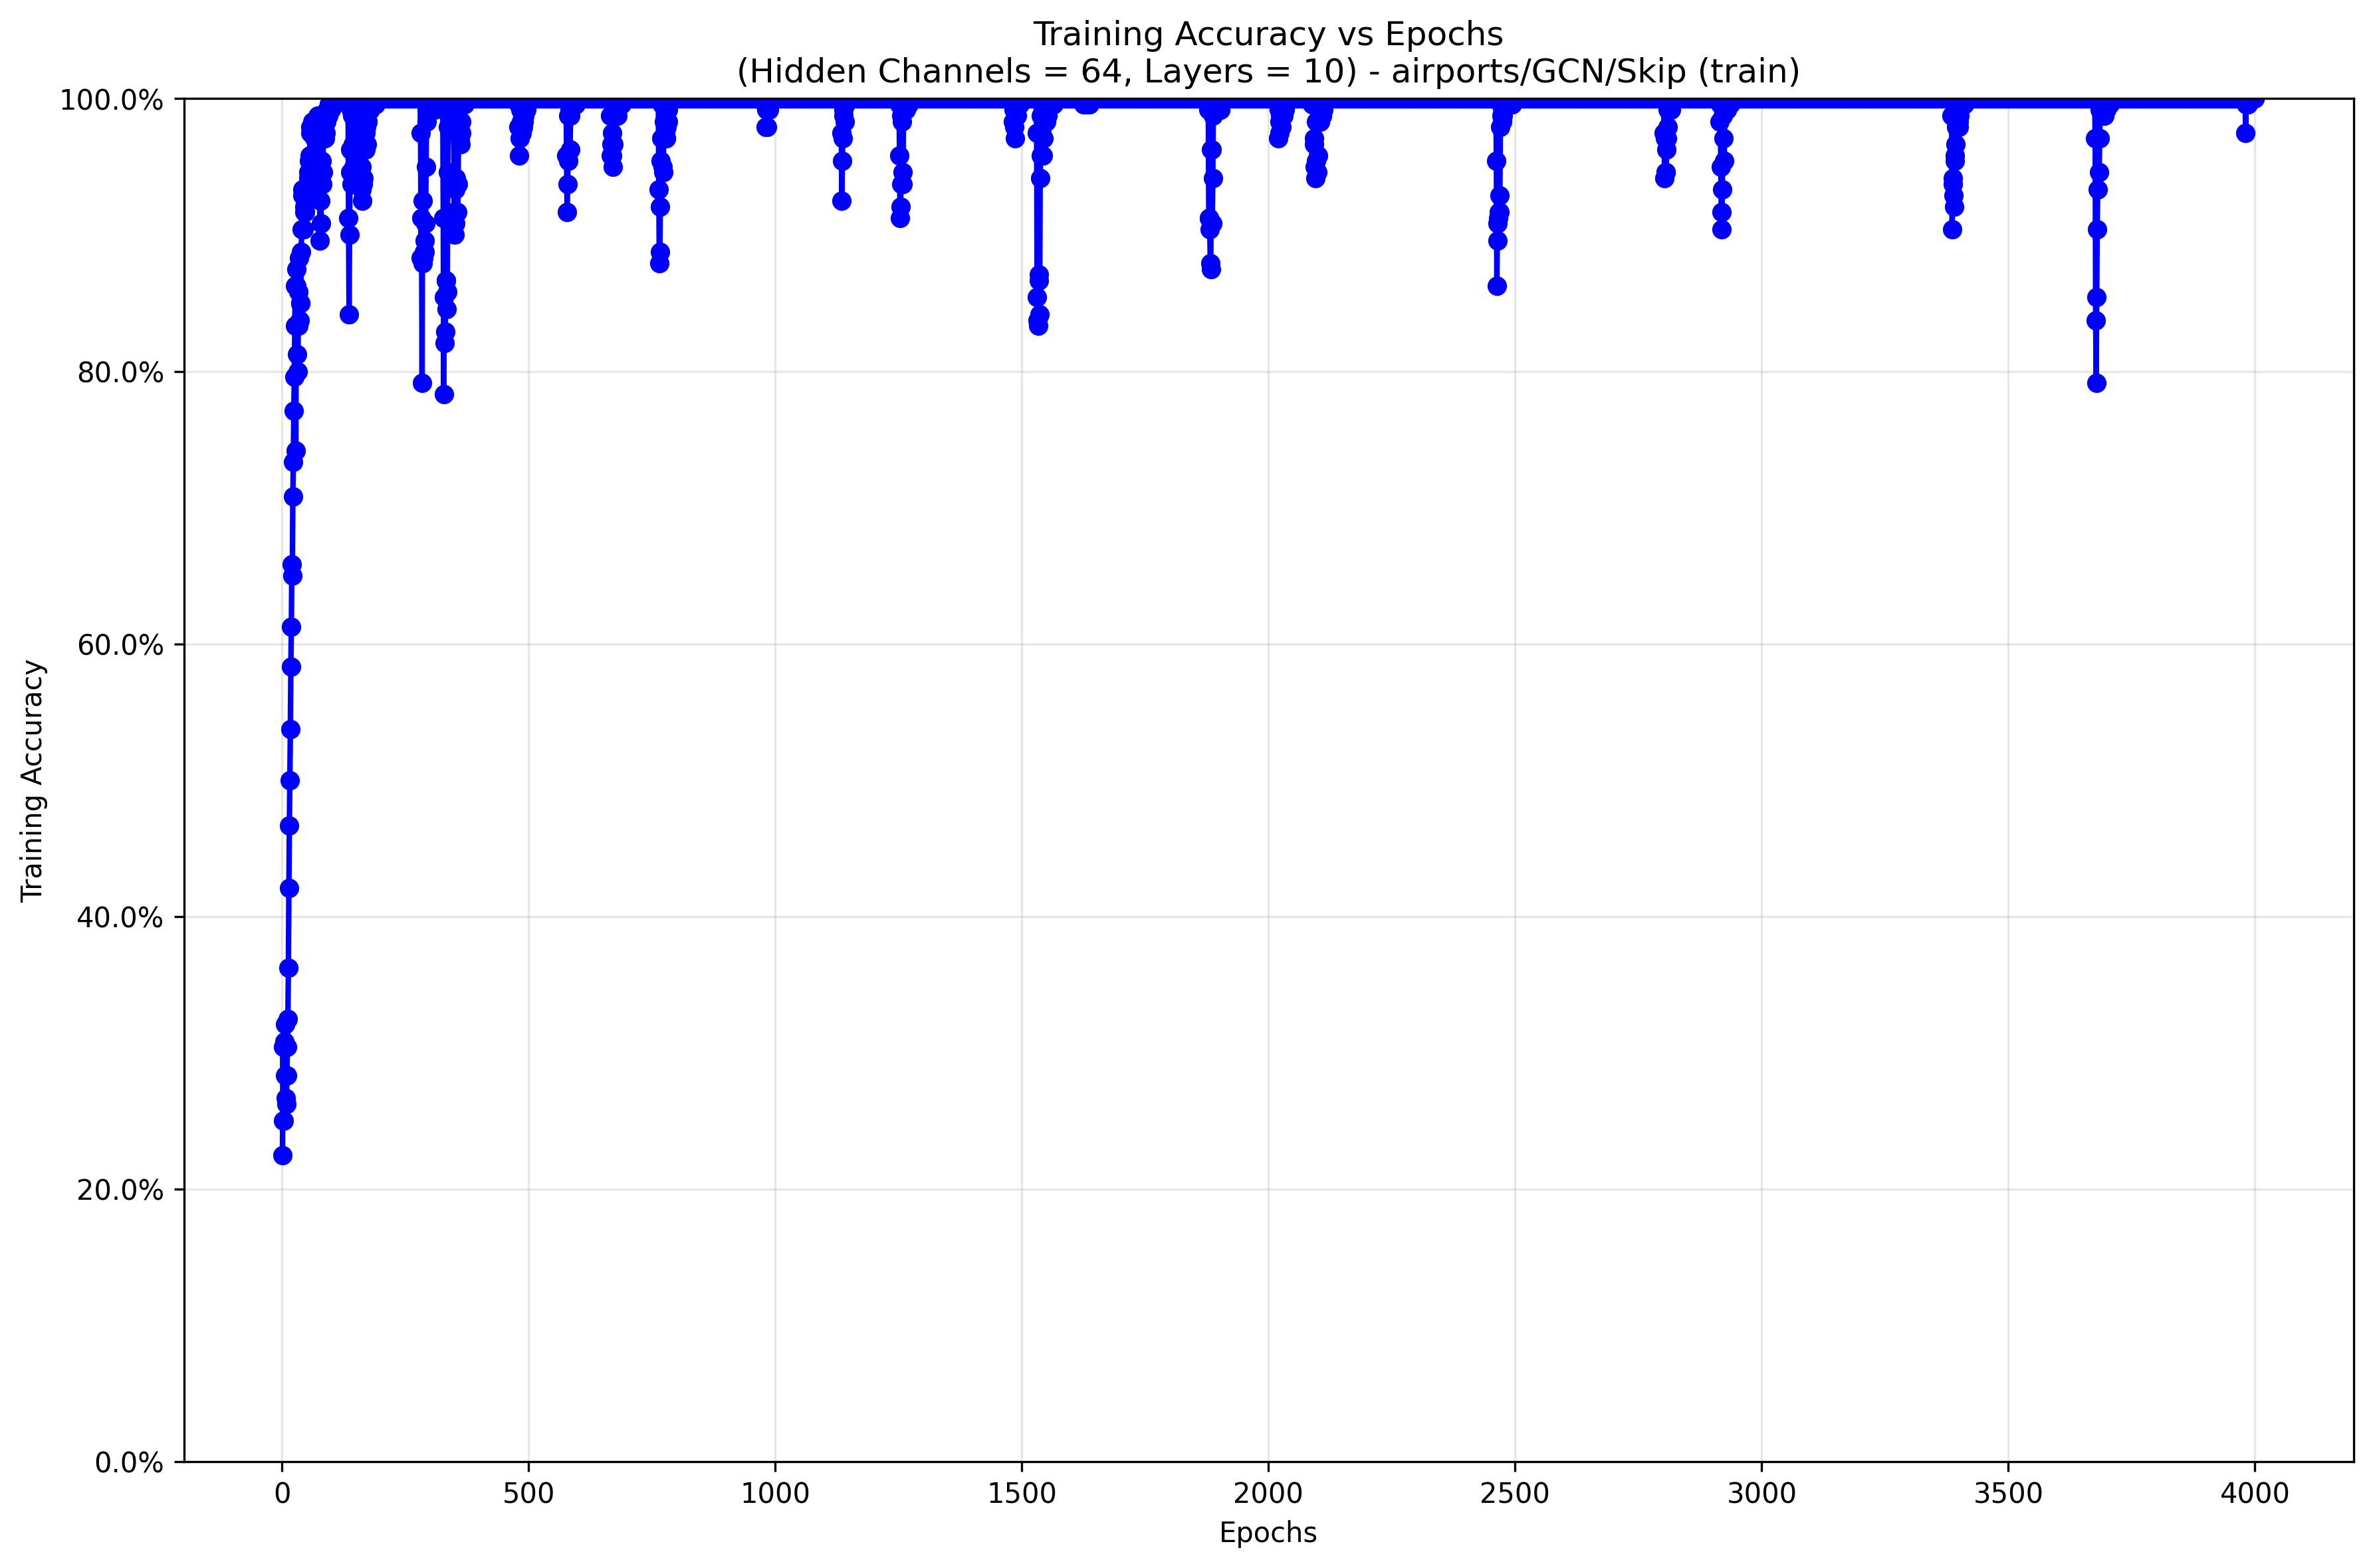 Training Accuracy vs Epochs
(Hidden Channels = 64, Layers = 10) - airports/GCN/Skip (train)
100.0%
80.0%
60.0%
40.0%
20.0%
0.0%
Training Accuracy
0 500 1000 1500 2000 2500 3000 3500 4000
Epochs